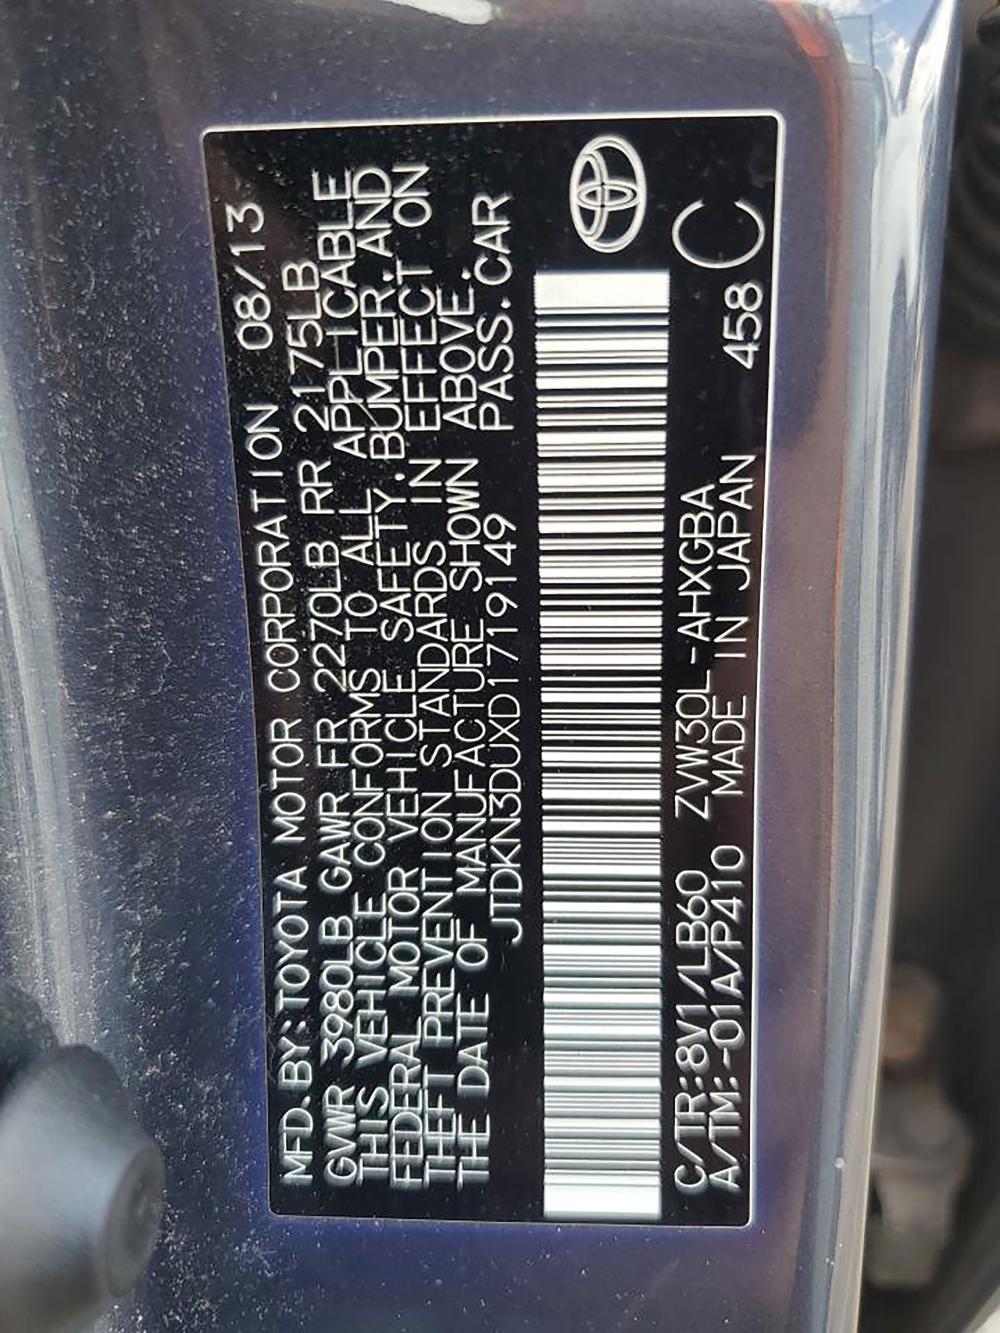 MFD.BY:TOYOTA MOTOR CORPORATION 08/13
GVWR 3980LB GAWR FR 2270LB RR 2175LB
THIS VEHICLE CONFORMS TO ALL APPLICABLE
FEDERAL MOTOR VEHICLE SAFETY.BUMPER.AND
THEFT PREVENTION STANDARDS IN EFFECT ON
THE DATE OF MANUFACTURE SHOWN ABOVE.
JTDKN3DUXD1719149 PASS.CAR
C/TR:8V1/LB60 ZVW30L-AHXGBA
A/TM:-01A/P410 MADE IN JAPAN 458 C